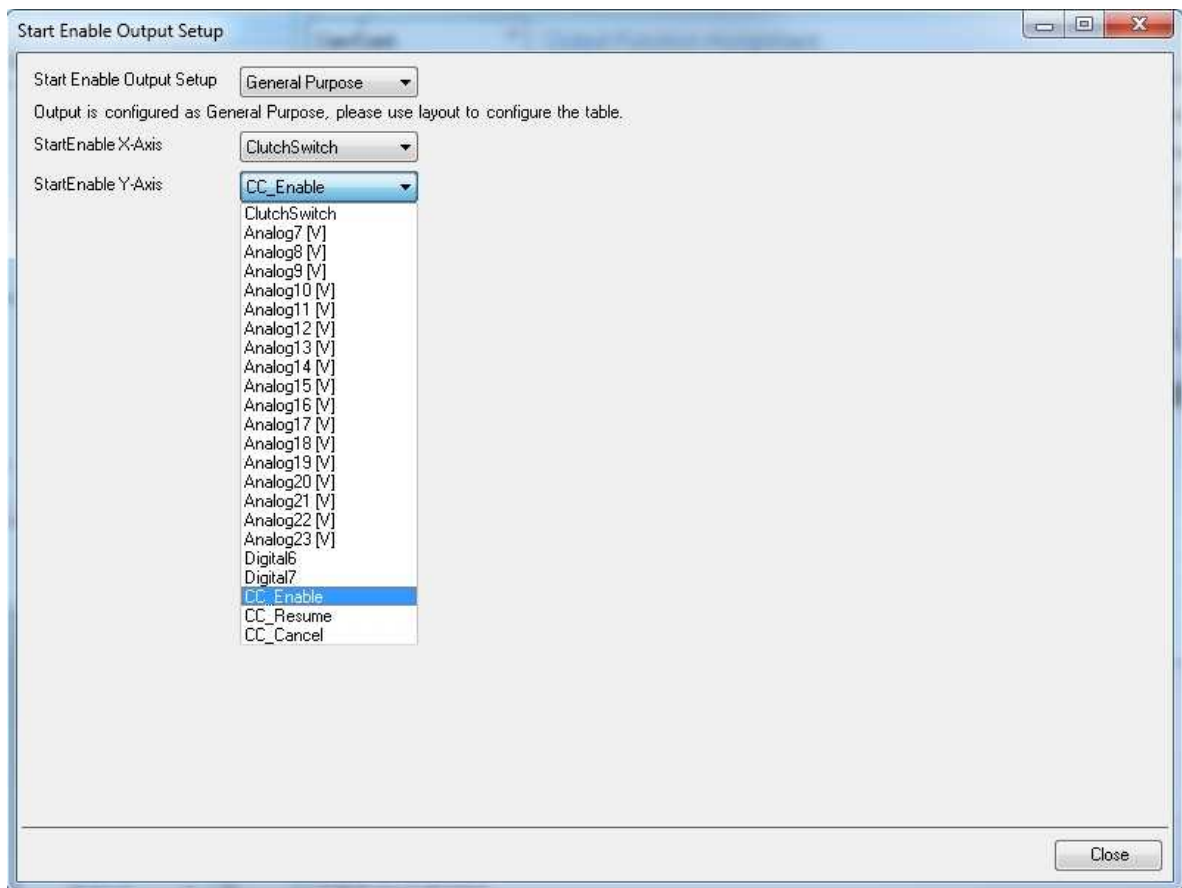 Start Enable Output Setup
Start Enable Output Setup General Purpose
Output is configured as General Purpose, please use layout to configure the table.
StartEnable X-Axis ClutchSwitch
StartEnable Y-Axis CC_Enable
ClutchSwitch
Analog7 [V]
Analog8 [V]
Analog9 [V]
Analog10 [V]
Analog11 [V]
Analog12 [V]
Analog13 [V]
Analog14 [V]
Analog15 [V]
Analog16 [V]
Analog17 [V]
Analog18 [V]
Analog19 [V]
Analog20 [V]
Analog21 [V]
Analog22 [V]
Analog23 [V]
Digital6
Digital7
CC_Enable
CC_Resume
CC_Cancel
Close